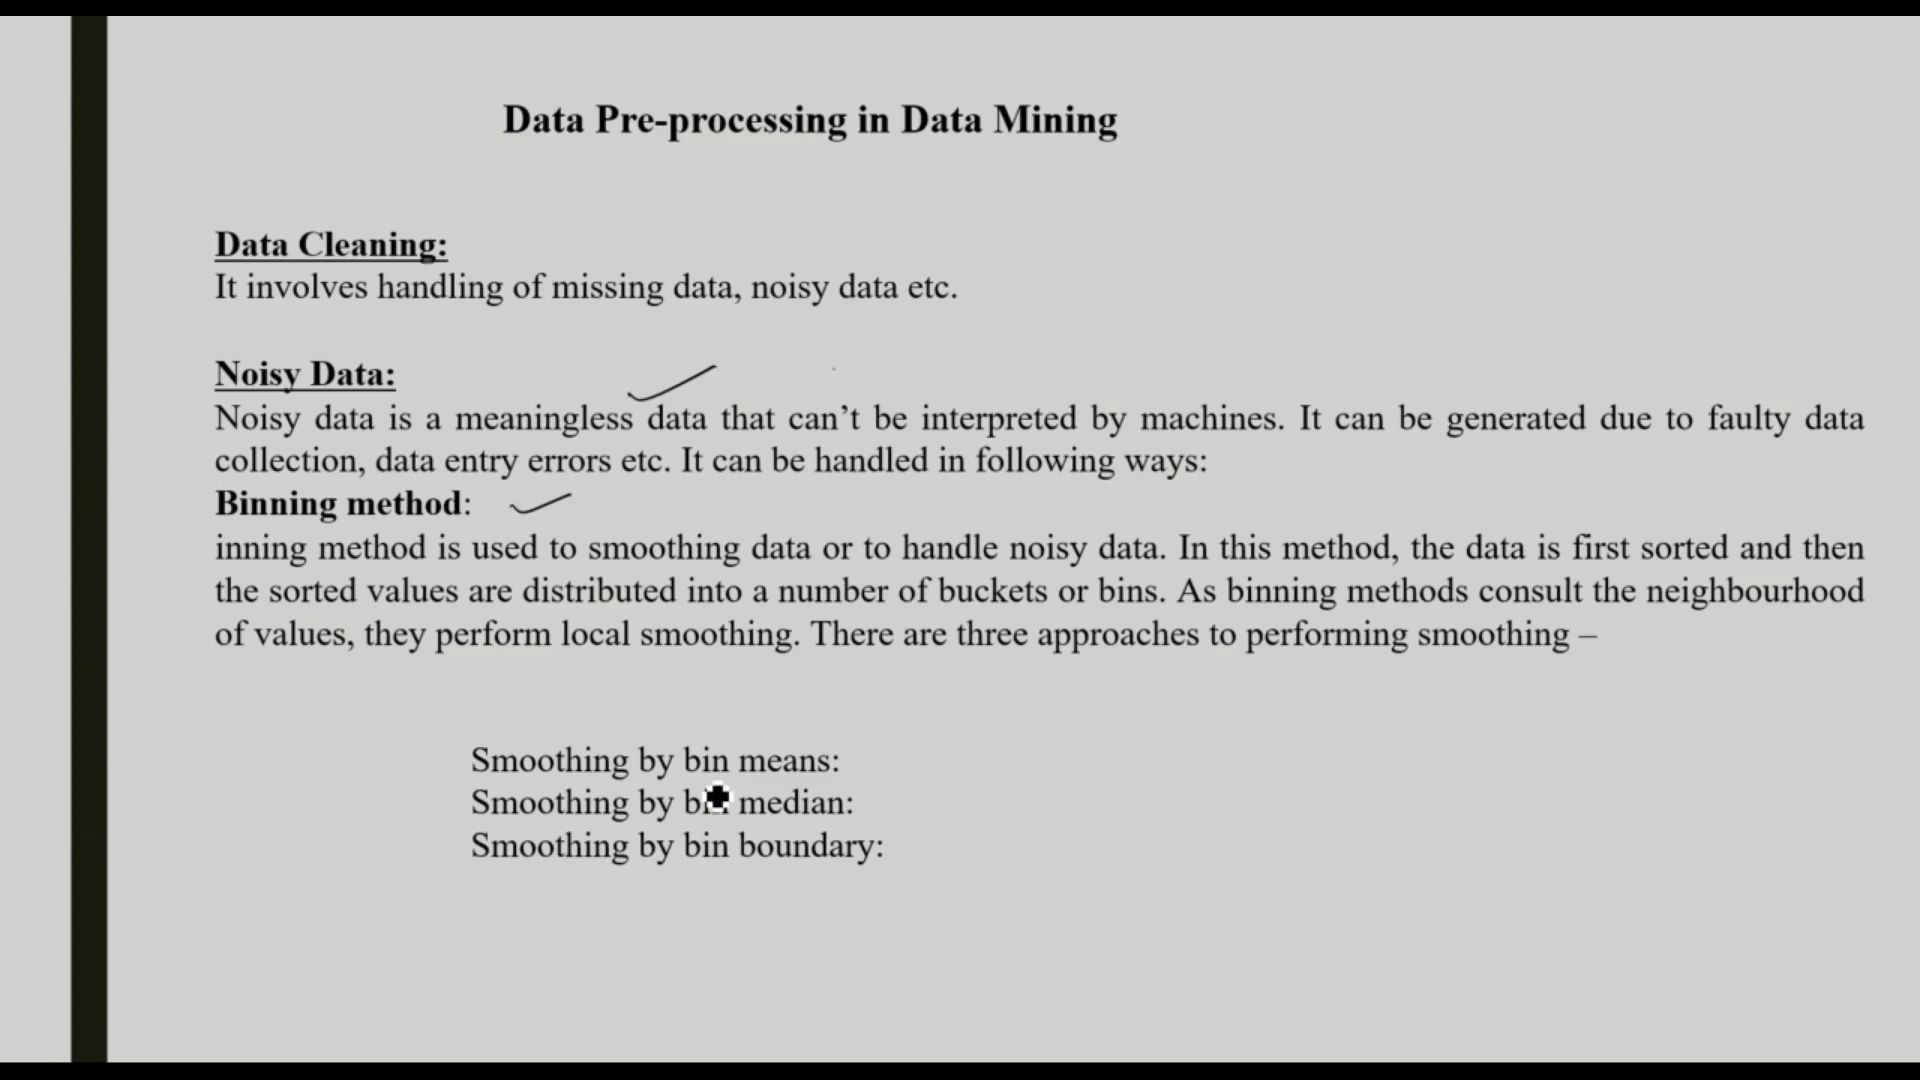 Data Pre-processing in Data Mining
Data Cleaning:
It involves handling of missing data, noisy data etc.
Noisy Data:
Noisy data is a meaningless data that can’t be interpreted by machines. It can be generated due to faulty data
collection, data entry errors etc. It can be handled in following ways:
Binning method:
inning method is used to smoothing data or to handle noisy data. In this method, the data is first sorted and then
the sorted values are distributed into a number of buckets or bins. As binning methods consult the neighbourhood
of values, they perform local smoothing. There are three approaches to performing smoothing –
Smoothing by bin means:
Smoothing by bin median:
Smoothing by bin boundary: